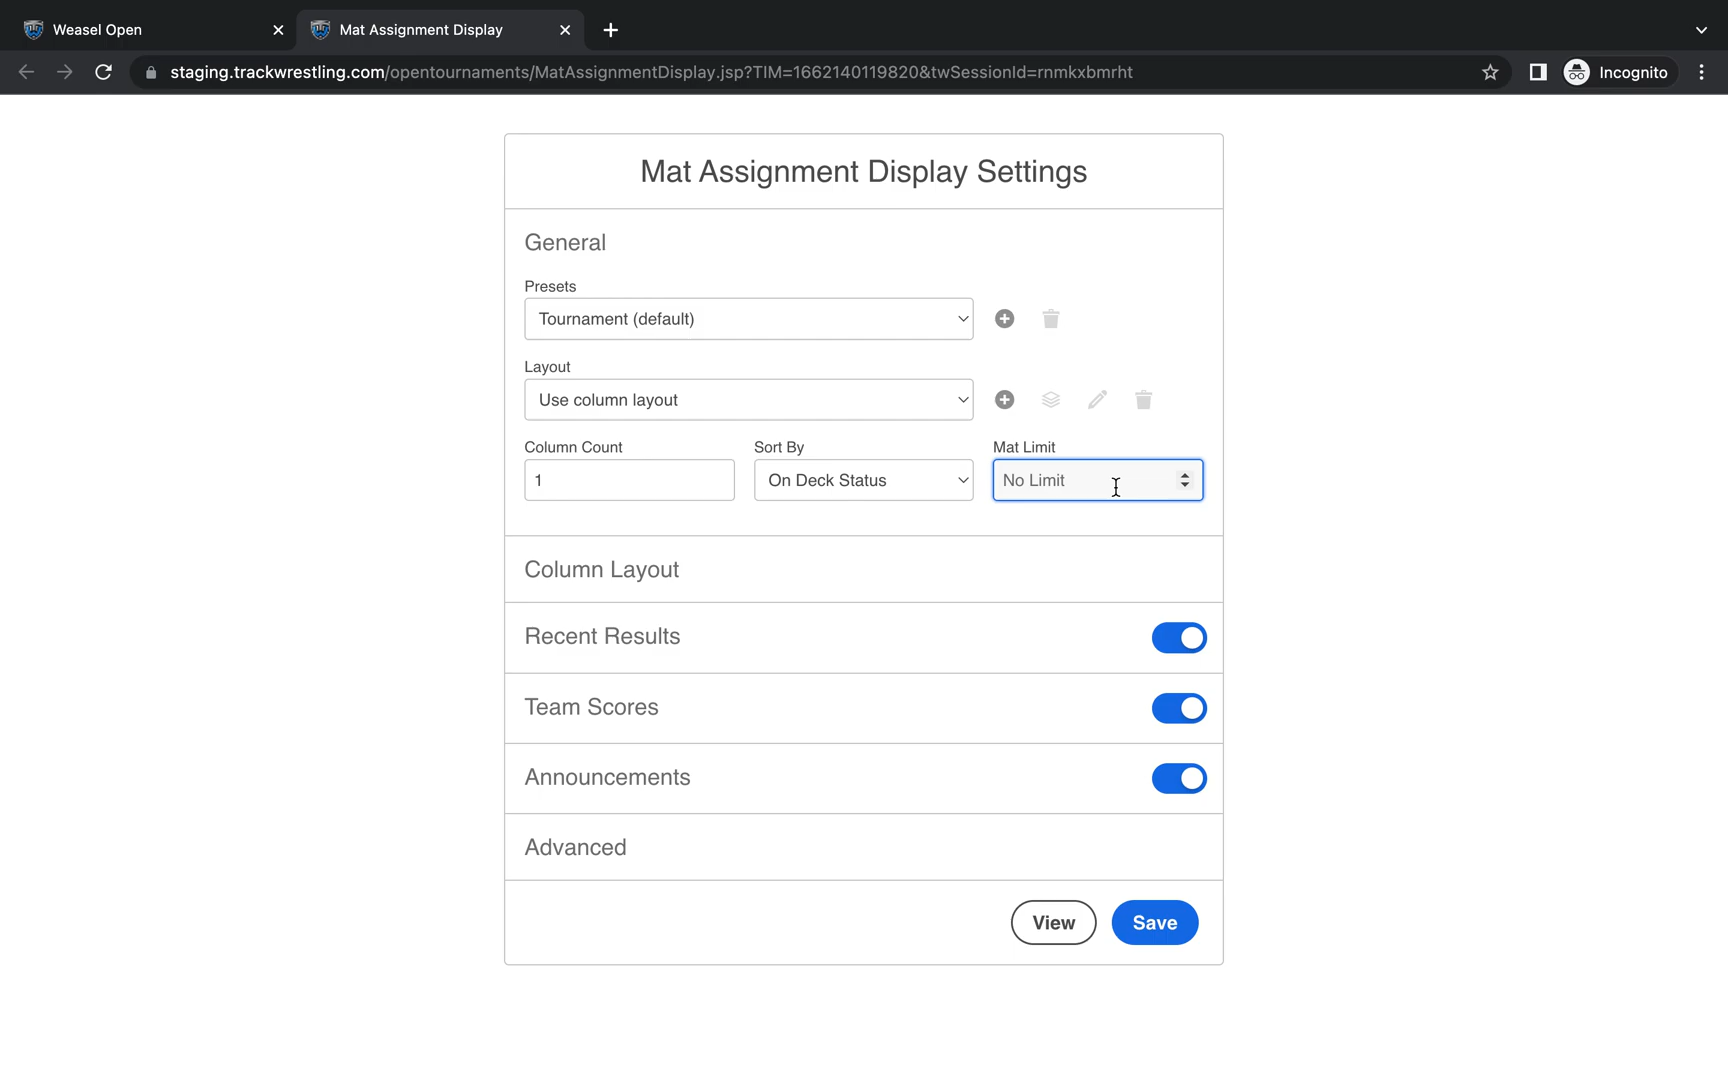 Weasel Open
Mat Assignment Display
staging.trackwrestling.com/opentournaments/MatAssignmentDisplay.jsp?TIM=1662140119820&twSessionId=rnmkxbmrht
Incognito
Mat Assignment Display Settings
General
Presets
Tournament (default)
Layout
Use column layout
Column Count Sort By Mat Limit
1 On Deck Status No Limit
Column Layout
Recent Results
Team Scores
Announcements
Advanced
View Save